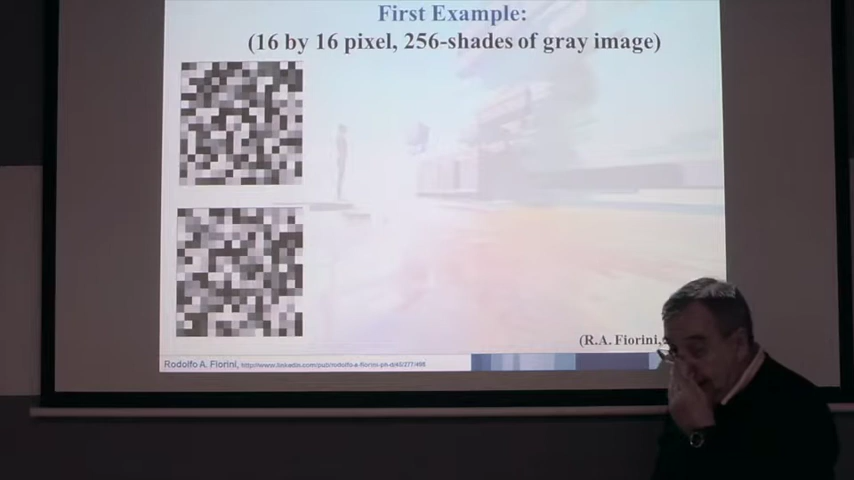 First Example:
(16 by 16 pixel, 256-shades of gray image)
(R.A. Fiorini,
Rodolfo A. Fiorini,